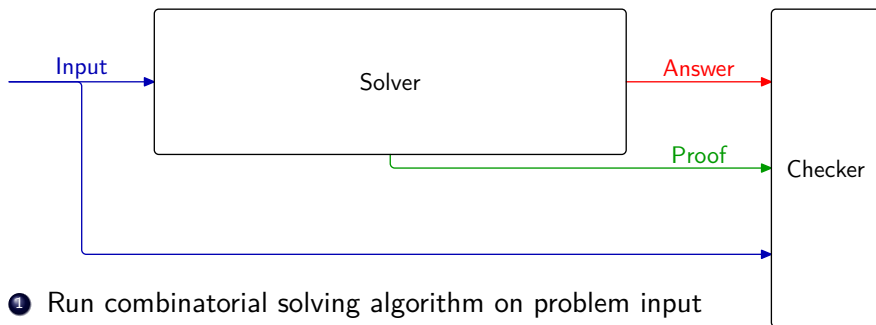 Input
Solver
Answer
Proof
Checker
1 Run combinatorial solving algorithm on problem input